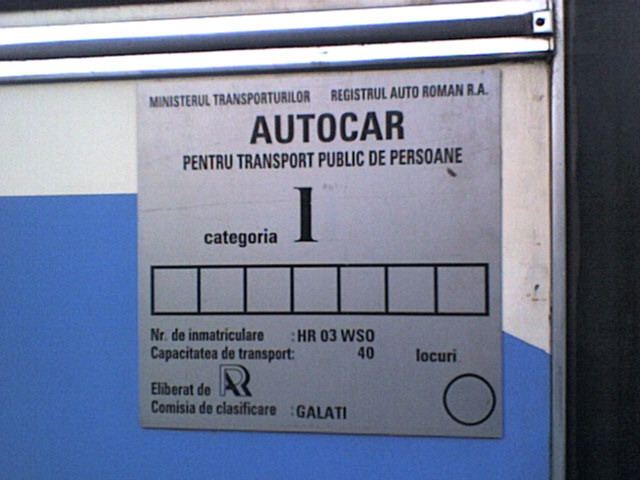 MINISTERUL TRANSPORTURILOR REGISTRUL AUTO ROMAN R.A.
AUTOCAR
PENTRU TRANSPORT PUBLIC DE PERSOANE
categoria I
Nr. de inmatriculare : HR 03 WSO
Capacitatea de transport: 40 locuri
Eliberat de RAR
Comisia de clasificare : GALATI